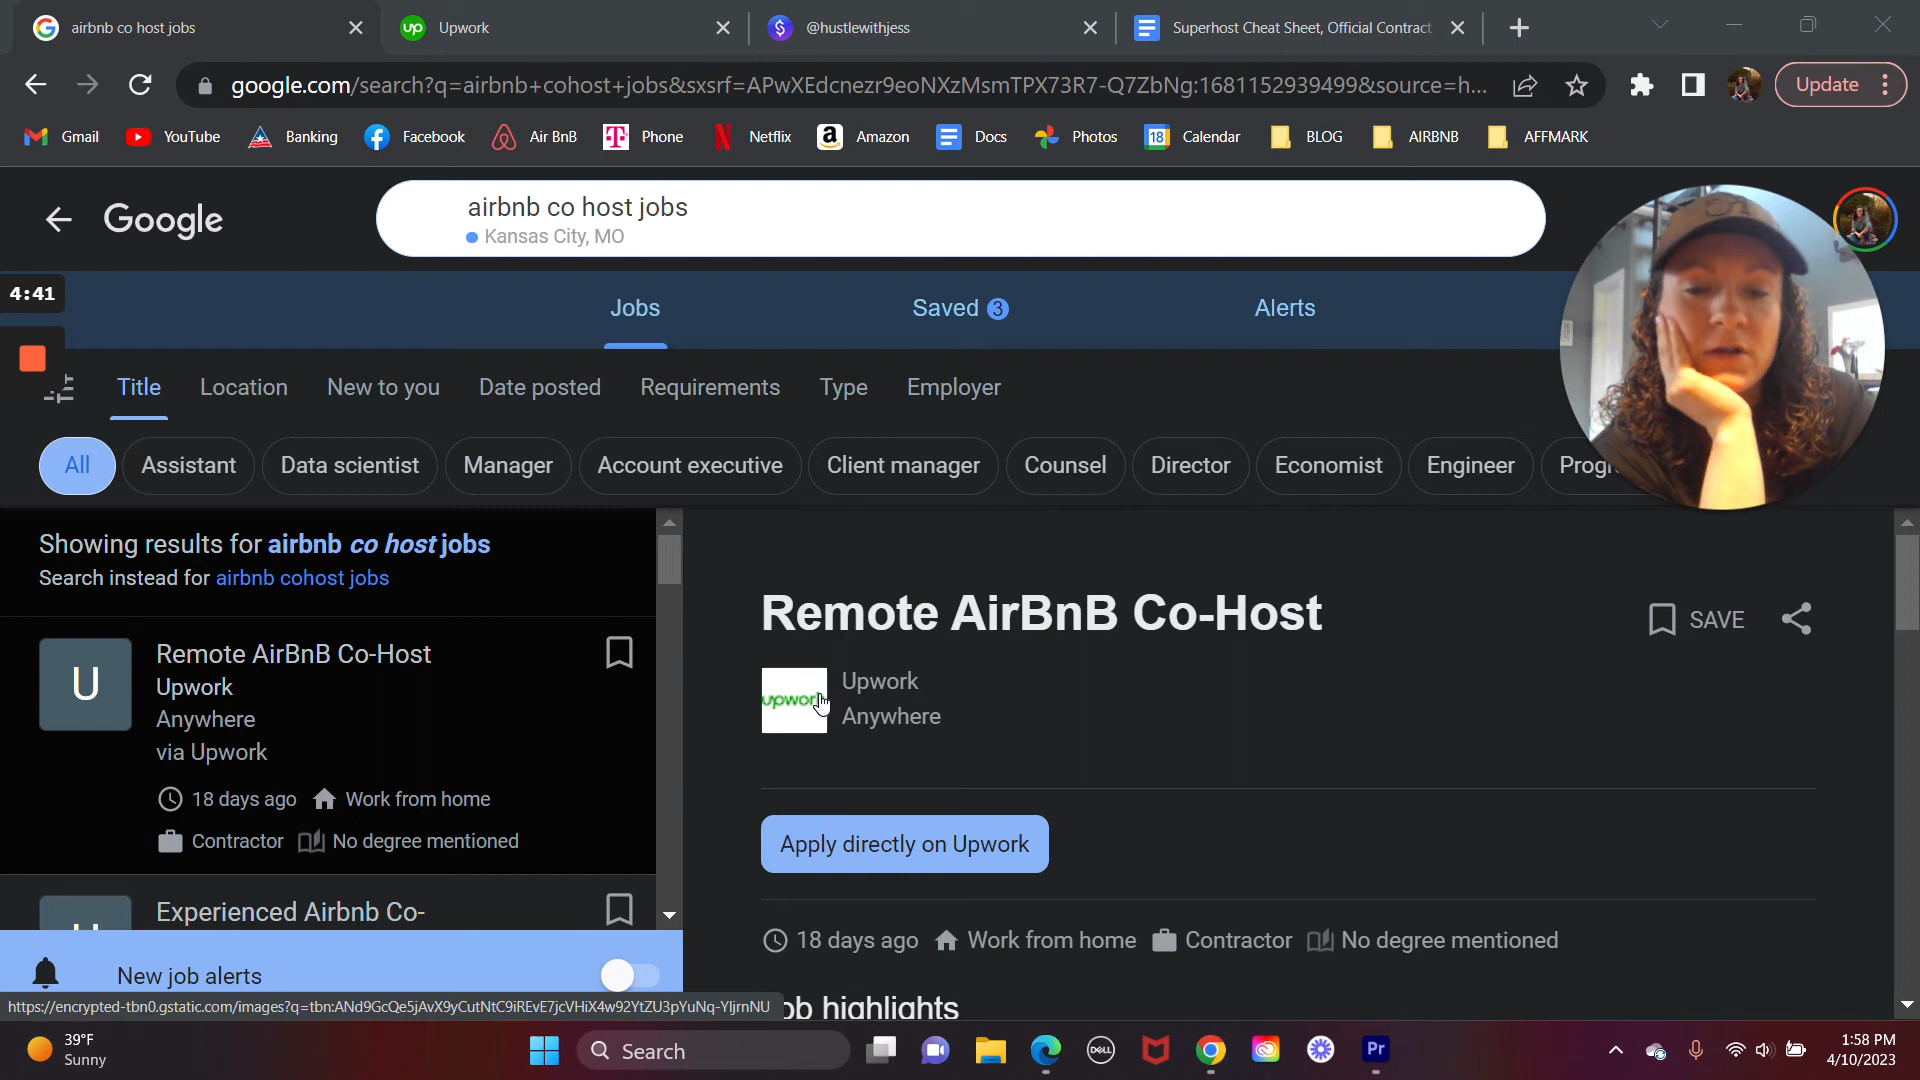 airbnb co host jobs
Upwork
@hustlewithjess
Superhost Cheat Sheet, Official Contract
google.com/search?q=airbnb+cohost+jobs&sxsrf=APwXEdcnezr9eoNXzMsmTPX73R7-Q7ZbNg:1681152939499&source=h...
Update
Gmail
YouTube
Banking
Facebook
Air BnB
Phone
Netflix
Amazon
Docs
Photos
18
Calendar
BLOG
AIRBNB
AFFMARK
Google
airbnb co host jobs
Kansas City, MO
4:41
Jobs
Saved 3
Alerts
Title
Location
New to you
Date posted
Requirements
Type
Employer
All
Assistant
Data scientist
Manager
Account executive
Client manager
Counsel
Director
Economist
Engineer
Progr
Showing results for airbnb co host jobs
Search instead for airbnb cohost jobs
U
Remote AirBnB Co-Host
Upwork
Anywhere
via Upwork
18 days ago
Work from home
Contractor
No degree mentioned
Experienced Airbnb Co-
New job alerts
Remote AirBnB Co-Host
SAVE
upwork
Upwork
Anywhere
Apply directly on Upwork
18 days ago
Work from home
Contractor
No degree mentioned
ob highlights
https://encrypted-tbn0.gstatic.com/images?q=tbn:ANd9GcQe5jAvX9yCutNtC9iREvE7jcVHiX4w92YtZU3pYuNq-YljrnNU
39°F
Sunny
Search
DELL
Pr
1:58 PM
4/10/2023